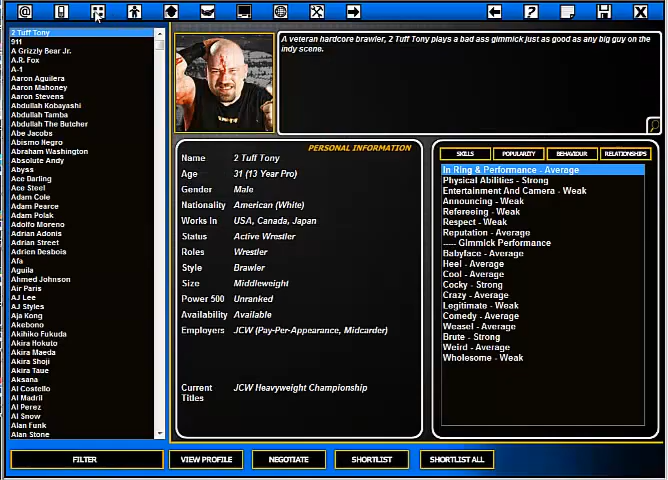 2 Tuff Tony
911
A Grizzly Bear Jr.
A.R. Fox
A-1
Aaron Aguilera
Aaron Mahoney
Aaron Stevens
Abdullah Kobayashi
Abdullah Tamba
Abdullah The Butcher
Abe Jacobs
Abismo Negro
Abraham Washington
Absolute Andy
Abyss
Ace Darling
Ace Steel
Adam Cole
Adam Pearce
Adam Polak
Adolfo Moreno
Adrian Adonis
Adrian Street
Adrien Desbois
Afa
Aguila
Ahmed Johnson
Air Paris
AJ Lee
AJ Styles
Aja Kong
Akebono
Akihiko Fukuda
Akira Hokuto
Akira Maeda
Akira Shoji
Akira Taue
Aksana
Al Costello
Al Madril
Al Perez
Al Snow
Alan Funk
Alan Stone
FILTER
A veteran hardcore brawler, 2 Tuff Tony plays a bad ass gimmick just as good as any big guy on the
indy scene.
PERSONAL INFORMATION
Name 2 Tuff Tony
Age 31 (13 Year Pro)
Gender Male
Nationality American (White)
Works In USA, Canada, Japan
Status Active Wrestler
Roles Wrestler
Style Brawler
Size Middleweight
Power 500 Unranked
Availability Available
Employers JCW (Pay-Per-Appearance, Midcarder)
Current Titles JCW Heavyweight Championship
SKILLS POPULARITY BEHAVIOUR RELATIONSHIPS
In Ring & Performance - Average
Physical Abilities - Strong
Entertainment And Camera - Weak
Announcing - Weak
Refereeing - Weak
Respect - Weak
Reputation - Average
----- Gimmick Performance
Babyface - Average
Heel - Average
Cool - Average
Cocky - Strong
Crazy - Average
Legitimate - Weak
Comedy - Average
Weasel - Average
Brute - Strong
Weird - Average
Wholesome - Weak
VIEW PROFILE NEGOTIATE SHORTLIST SHORTLIST ALL